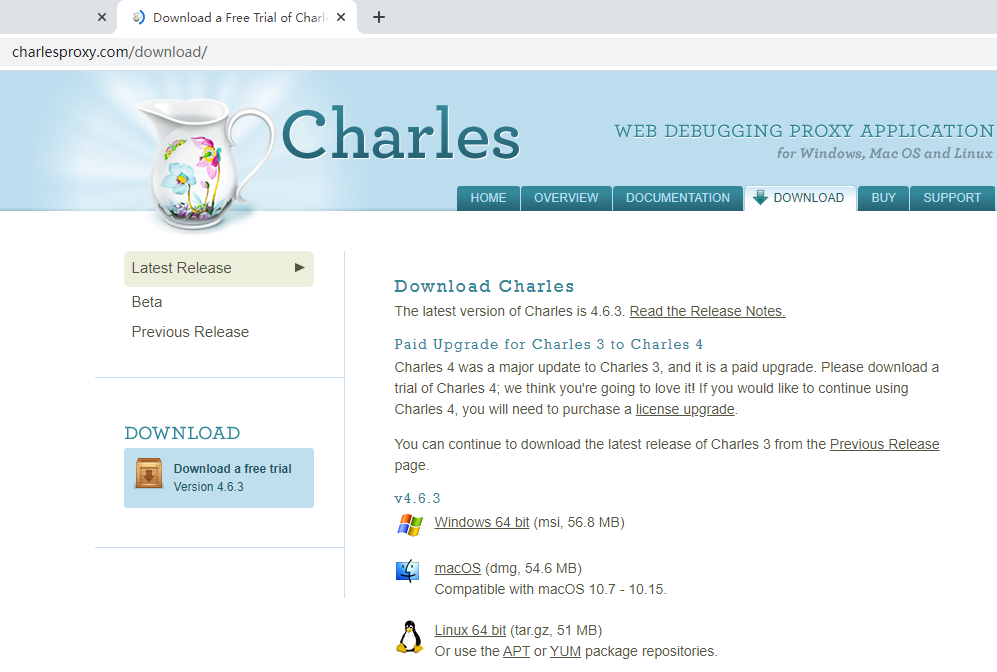 Download a Free Trial of Charl
charlesproxy.com/download/
Charles
WEB DEBUGGING PROXY APPLICATION
for Windows, Mac OS and Linux
HOME
OVERVIEW
DOCUMENTATION
DOWNLOAD
BUY
SUPPORT
Latest Release
Beta
Previous Release
DOWNLOAD
Download a free trial
Version 4.6.3
Download Charles
The latest version of Charles is 4.6.3. Read the Release Notes.
Paid Upgrade for Charles 3 to Charles 4
Charles 4 was a major update to Charles 3, and it is a paid upgrade. Please download a
trial of Charles 4; we think you're going to love it! If you would like to continue using
Charles 4, you will need to purchase a license upgrade.
You can continue to download the latest release of Charles 3 from the Previous Release
page.
v4.6.3
Windows 64 bit (msi, 56.8 MB)
macOS (dmg, 54.6 MB)
Compatible with macOS 10.7 - 10.15.
Linux 64 bit (tar.gz, 51 MB)
Or use the APT or YUM package repositories.